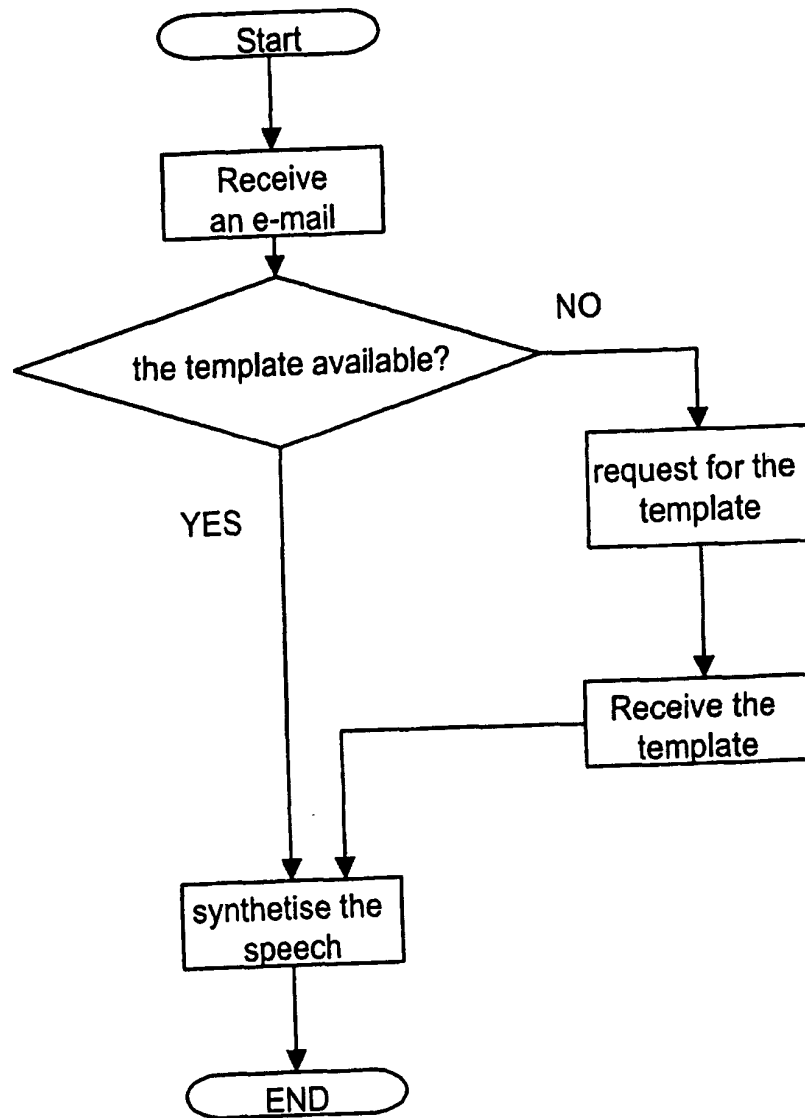 Start
Receive
an e-mail
NO
the template available?
request for the
template
YES
Receive the
template
synthetise the
speech
END